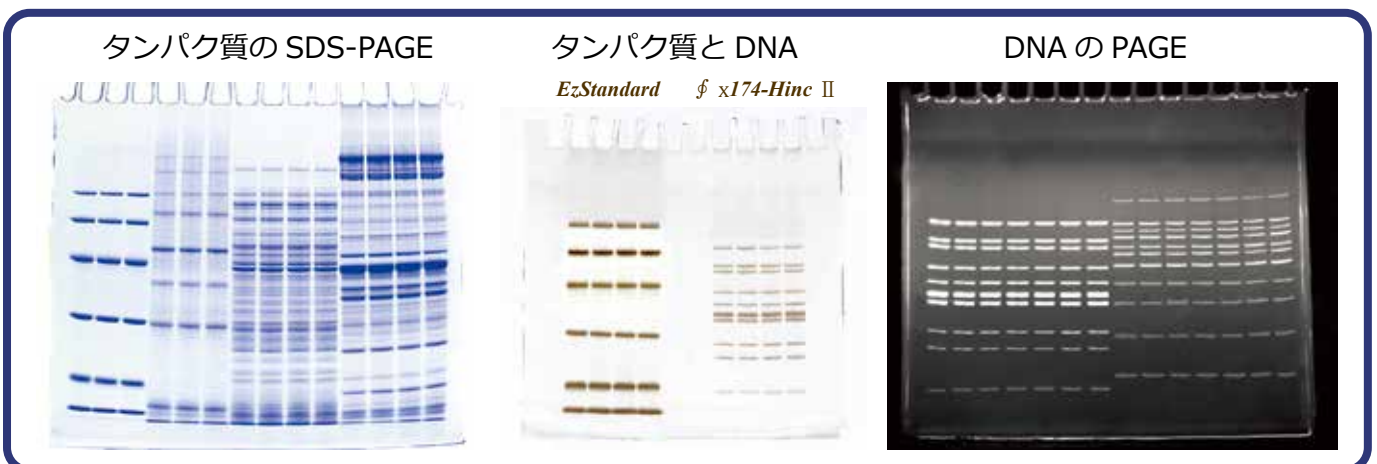 タンパク質の SDS-PAGE
タンパク質と DNA
DNA の PAGE
EzStandard
∮ x174-Hinc Ⅱ